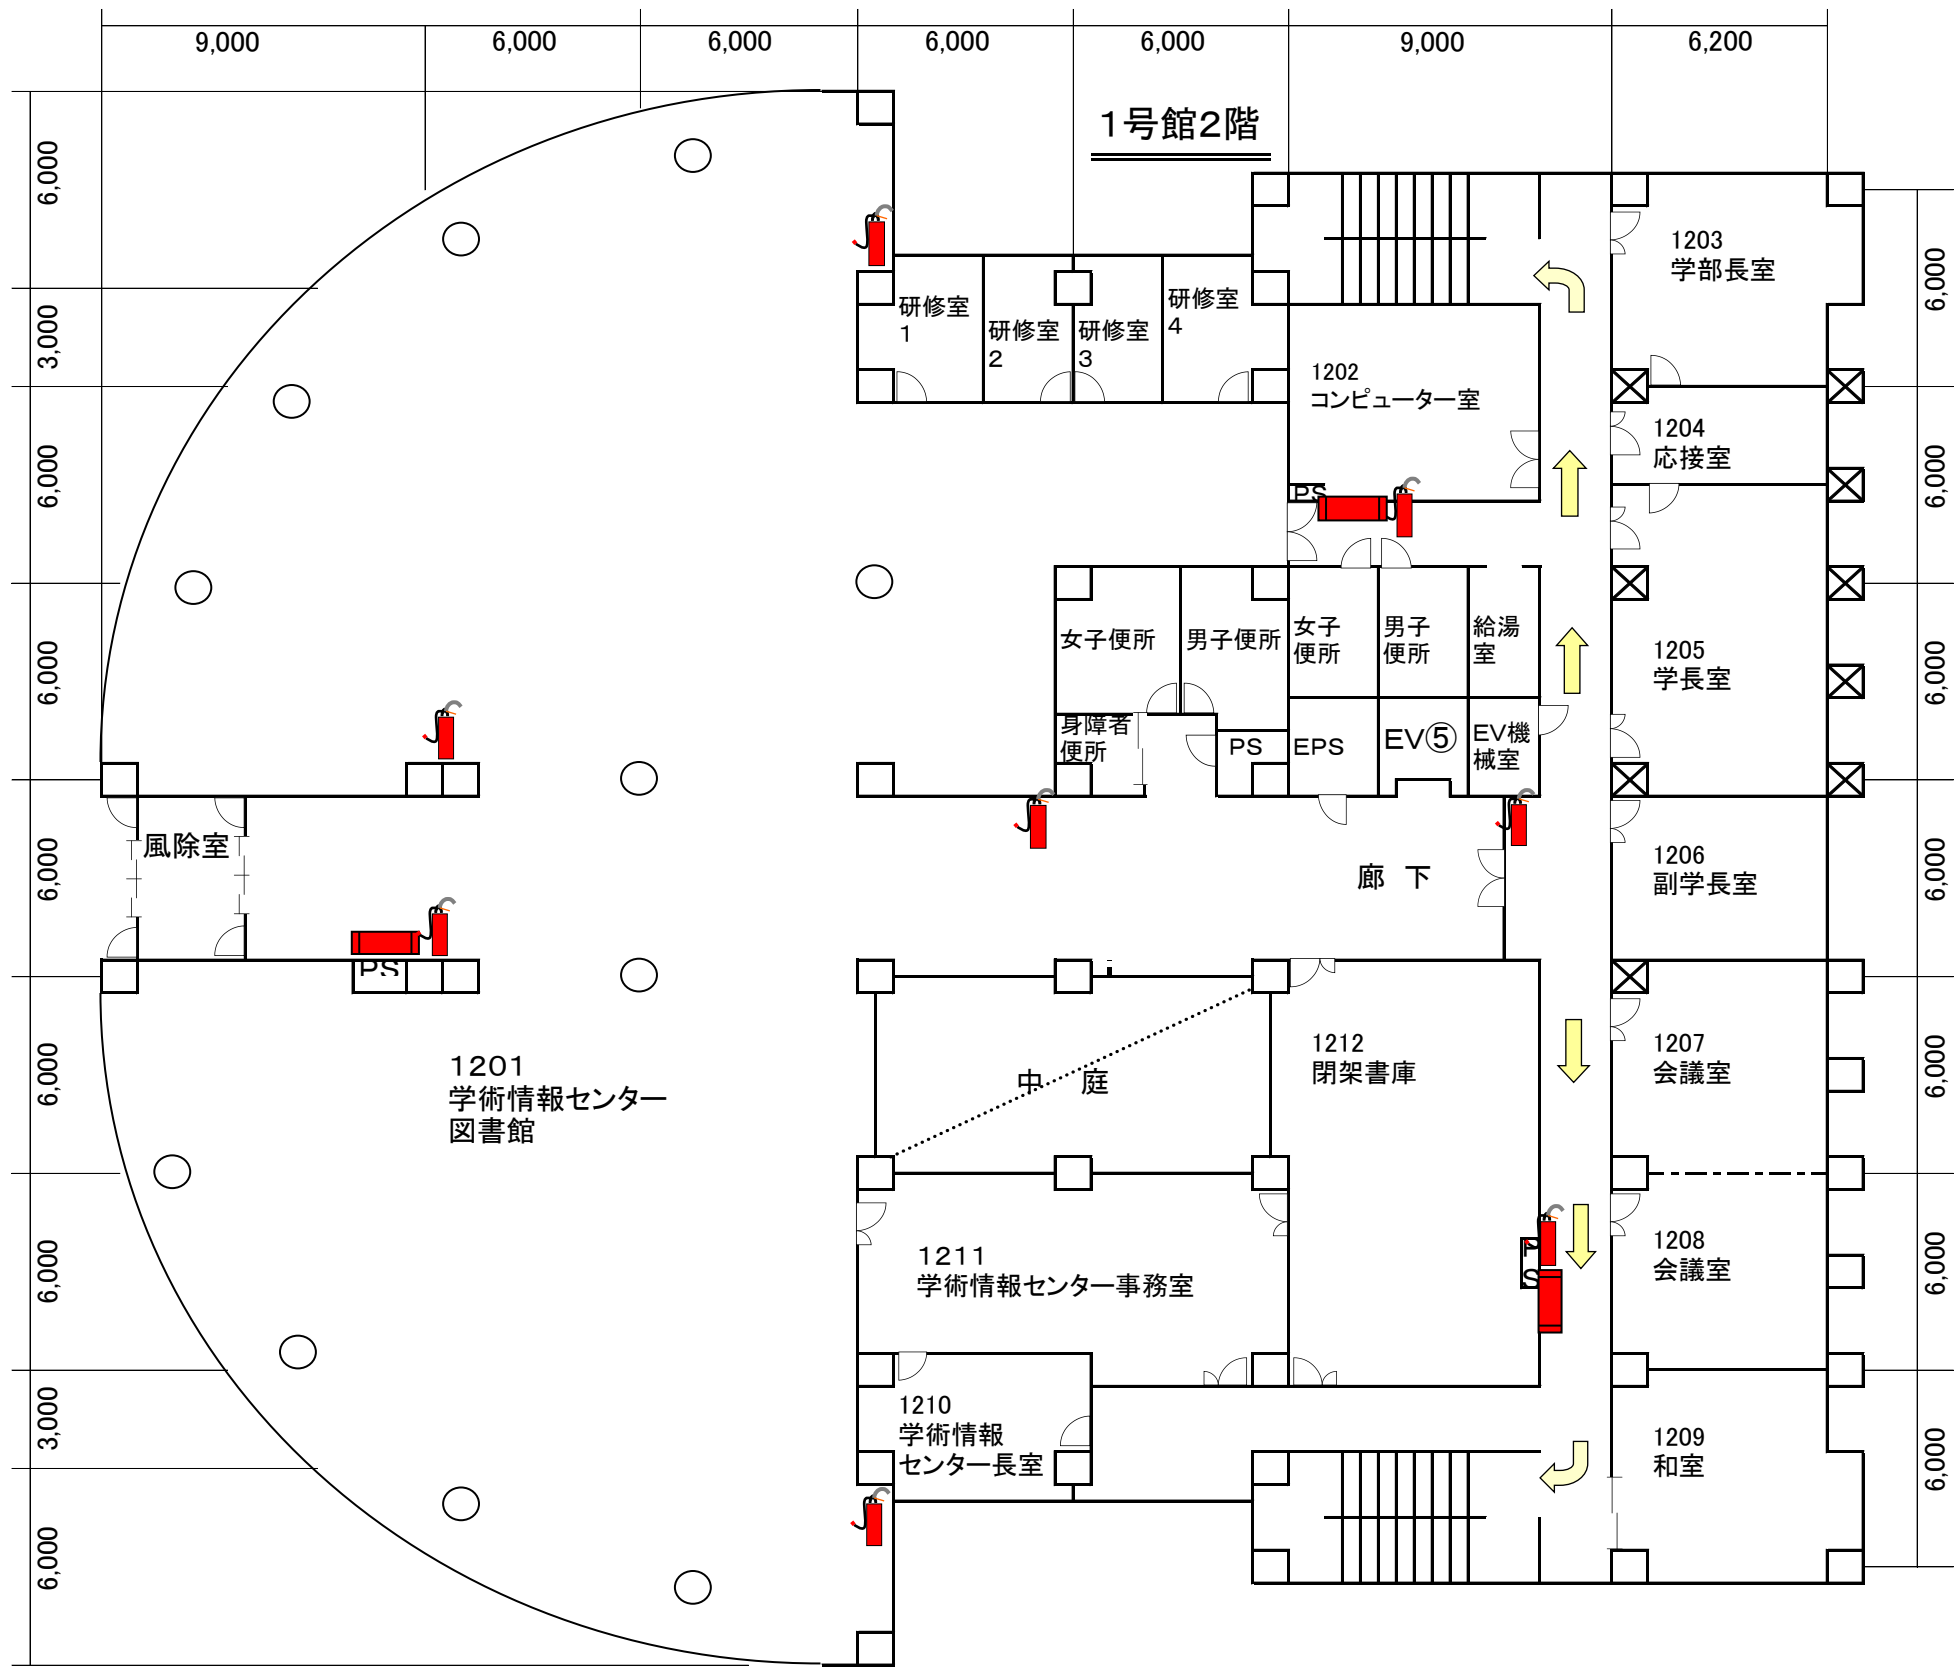 9,000
6,000
6,000
6,000
6,000
9,000
6,200
1号館2階
6,000
3,000
6,000
6,000
6,000
6,000
6,000
3,000
6,000
6,000
6,000
6,000
6,000
6,000
6,000
6,000
研修室
1
研修室
2
研修室
3
研修室
4
1202
コンピューター室
1203
学部長室
1204
応接室
PS
女子便所
男子便所
女子
便所
男子
便所
給湯
室
1205
学長室
身障者
便所
PS
EPS
EV⑤
EV機
械室
風除室
廊 下
1206
副学長室
PS
1201
学術情報センター
図書館
中 庭
1212
閉架書庫
1207
会議室
1211
学術情報センター事務室
PS
1208
会議室
1210
学術情報
センター長室
1209
和室